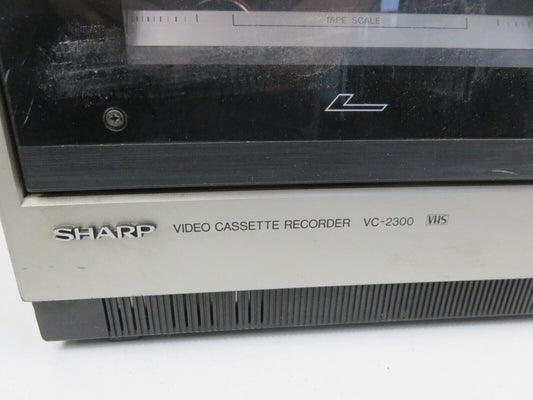 TAPE SCALE
SHARP VIDEO CASSETTE RECORDER VC-2300 VHS